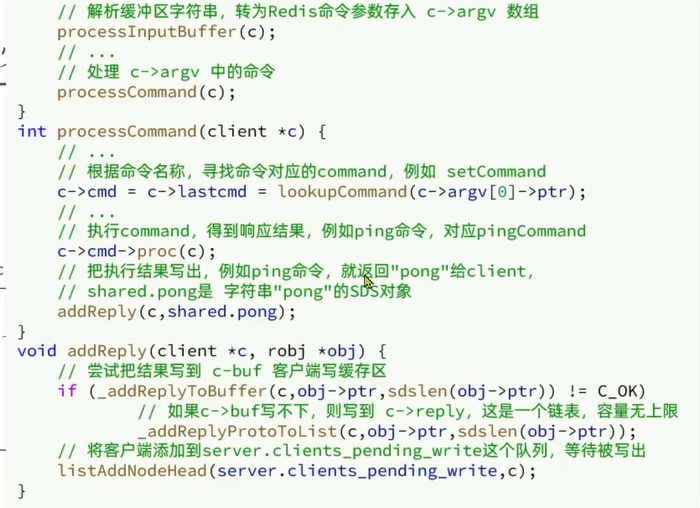 // 解析缓冲区字符串，转为Redis命令参数存入 c->argv 数组
processInputBuffer(c);
// ...
// 处理 c->argv 中的命令
processCommand(c);
}
int processCommand(client *c) {
// ...
// 根据命令名称，寻找命令对应的command，例如 setCommand
c->cmd = c->lastcmd = lookupCommand(c->argv[0]->ptr);
// ...
// 执行command，得到响应结果，例如ping命令，对应pingCommand
c->cmd->proc(c);
// 把执行结果写出，例如ping命令，就返回"pong"给client，
// shared.pong是 字符串"pong"的SDS对象
addReply(c,shared.pong);
}
void addReply(client *c, robj *obj) {
// 尝试把结果写到 c-buf 客户端写缓存区
if (_addReplyToBuffer(c,obj->ptr,sdslen(obj->ptr)) != C_OK)
// 如果c->buf写不下，则写到 c->reply，这是一个链表，容量无上限
_addReplyProtoToList(c,obj->ptr,sdslen(obj->ptr));
// 将客户端添加到server.clients_pending_write这个队列，等待被写出
listAddNodeHead(server.clients_pending_write,c);
}